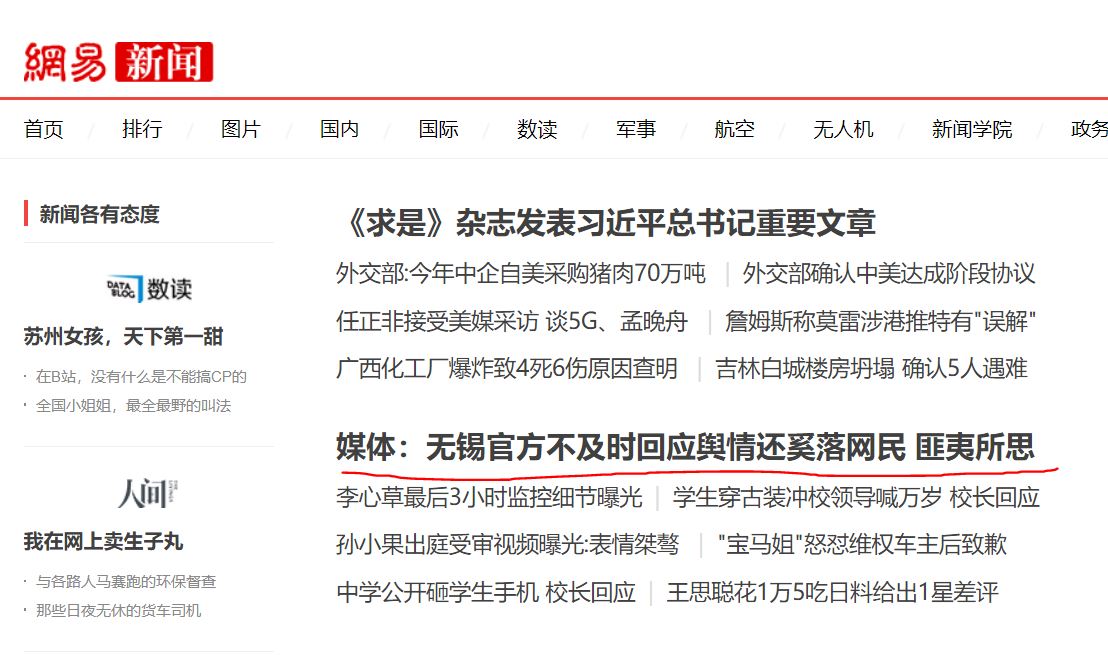 網易 新闻
首页 / 排行 / 图片 / 国内 / 国际 / 数读 / 军事 / 航空 / 无人机 / 新闻学院 / 政务
新闻各有态度
DATA BLOG 数读
苏州女孩，天下第一甜
· 在B站，没有什么是不能搞CP的
· 全国小姐姐，最全最野的叫法
人间
我在网上卖生子丸
· 与各路人马赛跑的环保督查
· 那些日夜无休的货车司机
《求是》杂志发表习近平总书记重要文章
外交部:今年中企自美采购猪肉70万吨 | 外交部确认中美达成阶段协议
任正非接受美媒采访 谈5G、孟晚舟 | 詹姆斯称莫雷涉港推特有"误解"
广西化工厂爆炸致4死6伤原因查明 | 吉林白城楼房坍塌 确认5人遇难
媒体：无锡官方不及时回应舆情还奚落网民 匪夷所思
李心草最后3小时监控细节曝光 | 学生穿古装冲校领导喊万岁 校长回应
孙小果出庭受审视频曝光:表情桀骜 | "宝马姐"怒怼维权车主后致歉
中学公开砸学生手机 校长回应 | 王思聪花1万5吃日料给出1星差评